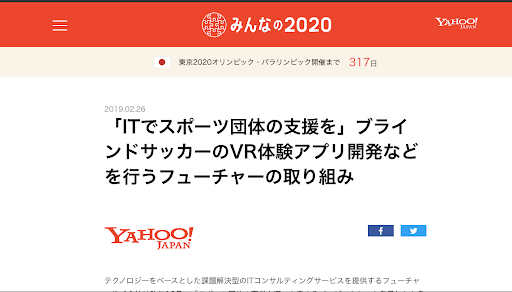 みんなの2020
YAHOO!
JAPAN
東京2020オリンピック・パラリンピック開催まで 317日
2019.02.26
「ITでスポーツ団体の支援を」ブライ
ンドサッカーのVR体験アプリ開発など
を行うフューチャーの取り組み
YAHOO!
JAPAN
テクノロジーをベースとした課題解決型のITコンサルティングサービスを提供するフューチャ